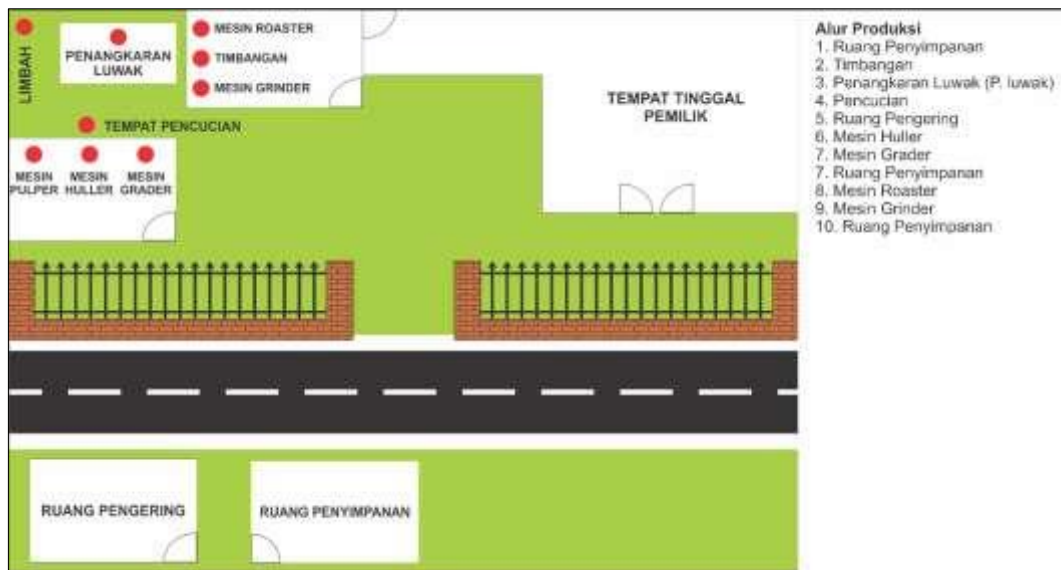 LIMBAH
PENANGKARAN
LUWAK
MESIN ROASTER
TIMBANGAN
MESIN GRINDER
TEMPAT PENCUCIAN
MESIN
PULPER
MESIN
HULLER
MESIN
GRADER
TEMPAT TINGGAL
PEMILIK
RUANG PENGERING
RUANG PENYIMPANAN
Alur Produksi
1. Ruang Penyimpanan
2. Timbangan
3. Penangkaran Luwak (P. luwak)
4. Pencucian
5. Ruang Pengering
6. Mesin Huller
7. Mesin Grader
7. Ruang Penyimpanan
8. Mesin Roaster
9. Mesin Grinder
10. Ruang Penyimpanan